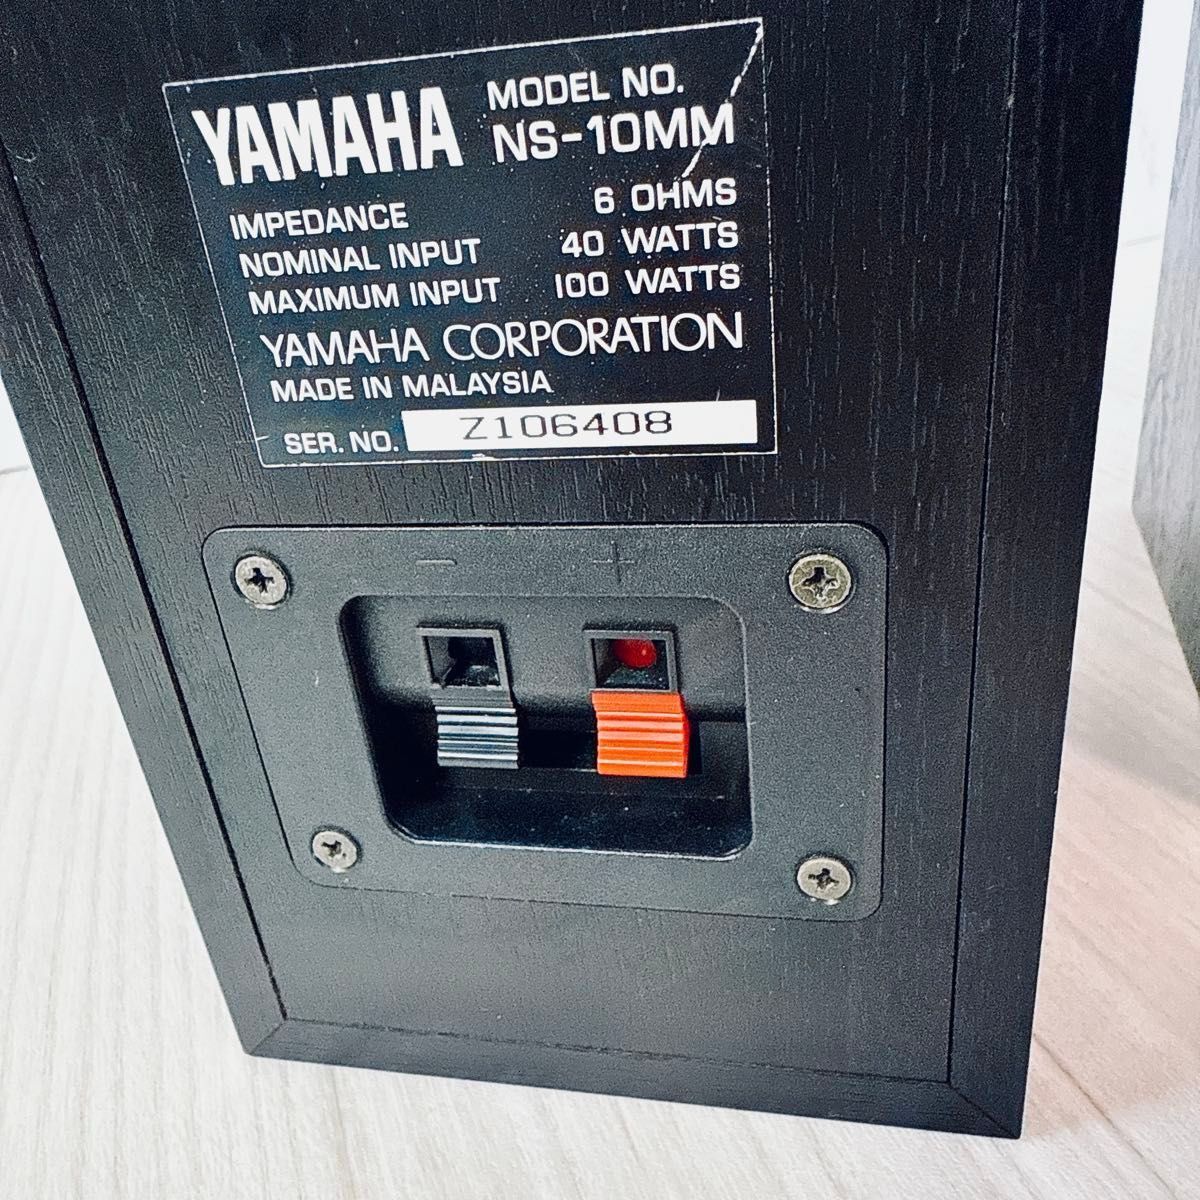 YAMAHA MODEL NO.
NS-10MM
IMPEDANCE 6 OHMS
NOMINAL INPUT 40 WATTS
MAXIMUM INPUT 100 WATTS
YAMAHA CORPORATION
MADE IN MALAYSIA
SER. NO. Z106408
− +